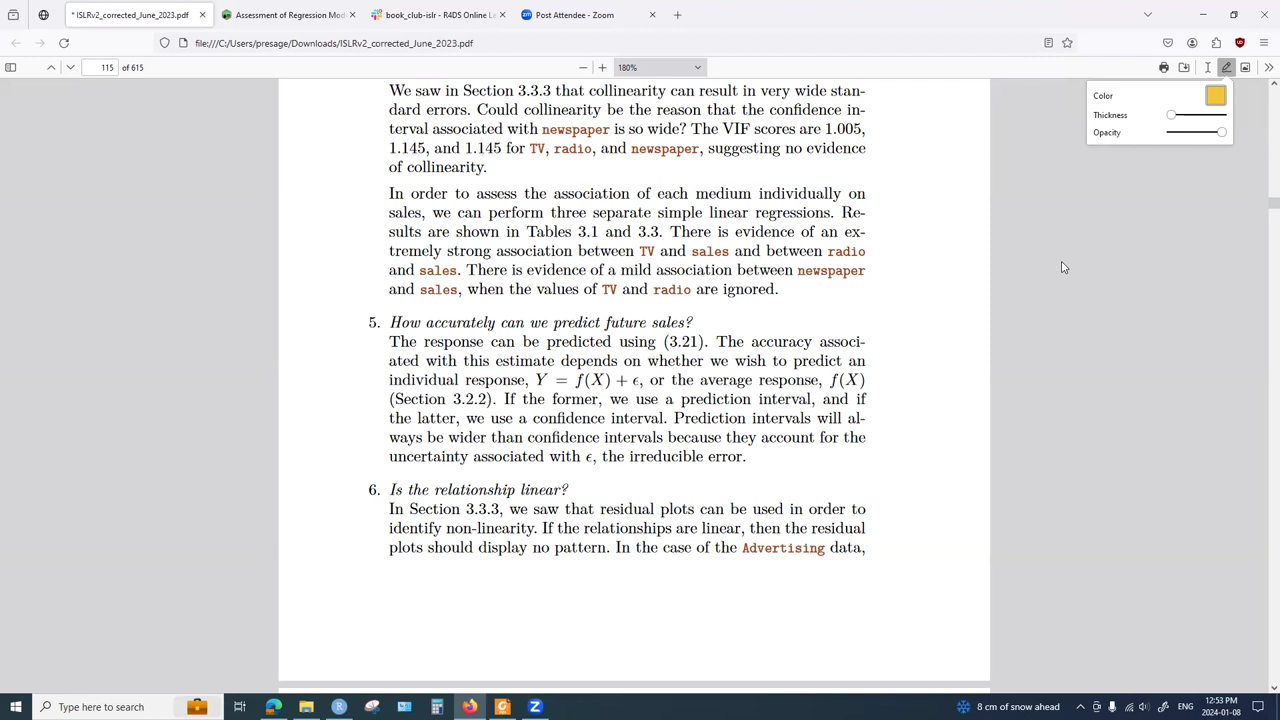 * ISLRv2_corrected_June_2023.pdf
Assessment of Regression Mod
book_club-islr - R4DS Online Le
Post Attendee - Zoom
file:///C:/Users/presage/Downloads/ISLRv2_corrected_June_2023.pdf
115 of 615
180%
Color
Thickness
Opacity
We saw in Section 3.3.3 that collinearity can result in very wide stan-
dard errors. Could collinearity be the reason that the confidence in-
terval associated with newspaper is so wide? The VIF scores are 1.005,
1.145, and 1.145 for TV, radio, and newspaper, suggesting no evidence
of collinearity.
In order to assess the association of each medium individually on
sales, we can perform three separate simple linear regressions. Re-
sults are shown in Tables 3.1 and 3.3. There is evidence of an ex-
tremely strong association between TV and sales and between radio
and sales. There is evidence of a mild association between newspaper
and sales, when the values of TV and radio are ignored.
5. How accurately can we predict future sales?
The response can be predicted using (3.21). The accuracy associ-
ated with this estimate depends on whether we wish to predict an
individual response, Y = f(X) + ϵ, or the average response, f(X)
(Section 3.2.2). If the former, we use a prediction interval, and if
the latter, we use a confidence interval. Prediction intervals will al-
ways be wider than confidence intervals because they account for the
uncertainty associated with ϵ, the irreducible error.
6. Is the relationship linear?
In Section 3.3.3, we saw that residual plots can be used in order to
identify non-linearity. If the relationships are linear, then the residual
plots should display no pattern. In the case of the Advertising data,
Type here to search
8 cm of snow ahead
ENG
12:53 PM
2024-01-08